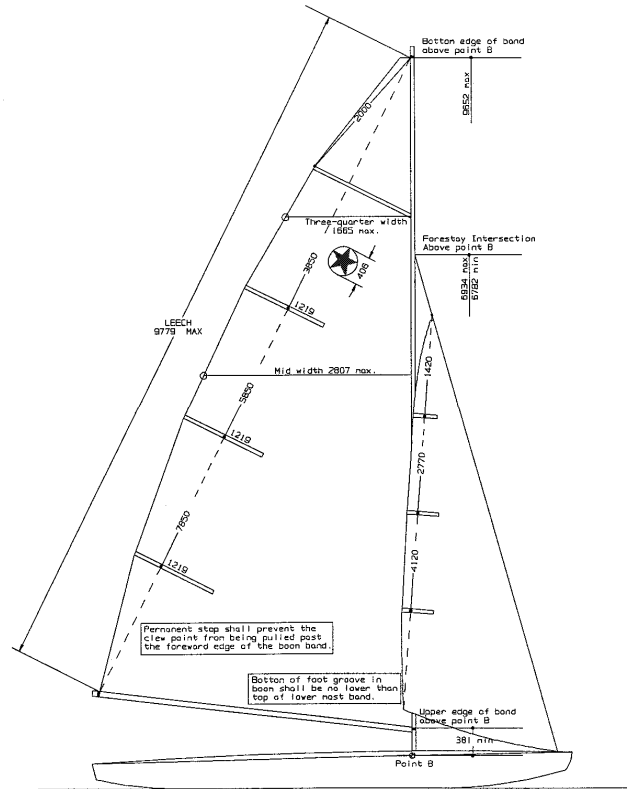 Bottom edge of band
above point B
9652 max
2000
Three-quarter width
1665 max.
Forestay Intersection
Above point B
6934 max
6782 min
3850
406
1219
LEECH
9779 MAX
Mid width 2807 max.
1420
5850
1219
2770
7850
4120
1219
Permanent stop shall prevent the
clew point from being pulled past
the foreward edge of the boom band.
Bottom of foot groove in
boom shall be no lower than
top of lower mast band.
Upper edge of band
above point B
381 min
Point B